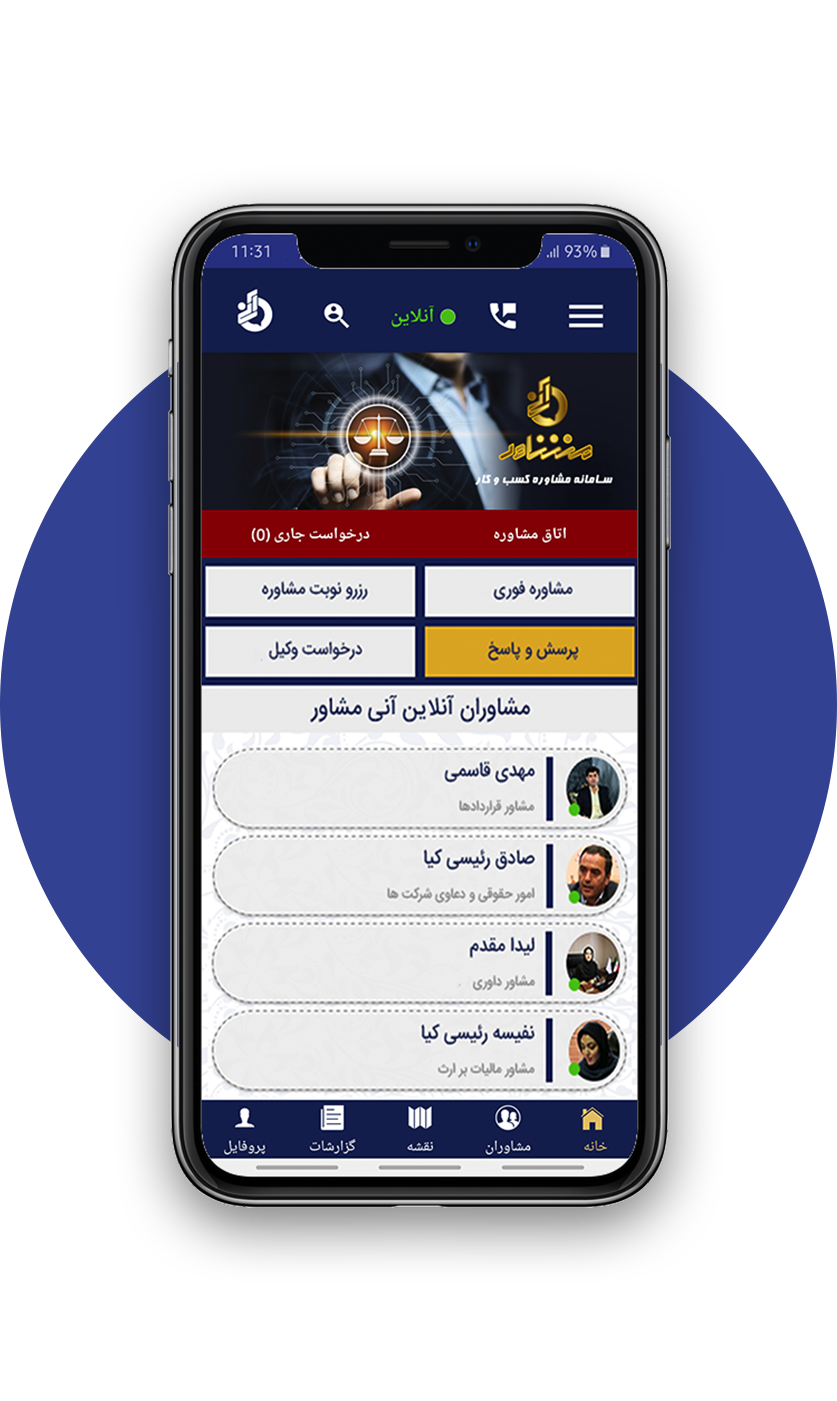 11:31
93%
آنلاین
آنی
مشاور
سامانه مشاوره کسب و کار
اتاق مشاوره
درخواست جاری (0)
مشاوره فوری
رزرو نوبت مشاوره
پرسش و پاسخ
درخواست وکیل
مشاوران آنلاین آنی مشاور
مهدی قاسمی
مشاور قراردادها
صادق رئیسی کیا
امور حقوقی و دعاوی شرکت ها
لیدا مقدم
مشاور داوری
نفیسه رئیسی کیا
مشاور مالیات بر ارث
خانه
مشاوران
نقشه
گزارشات
پروفایل